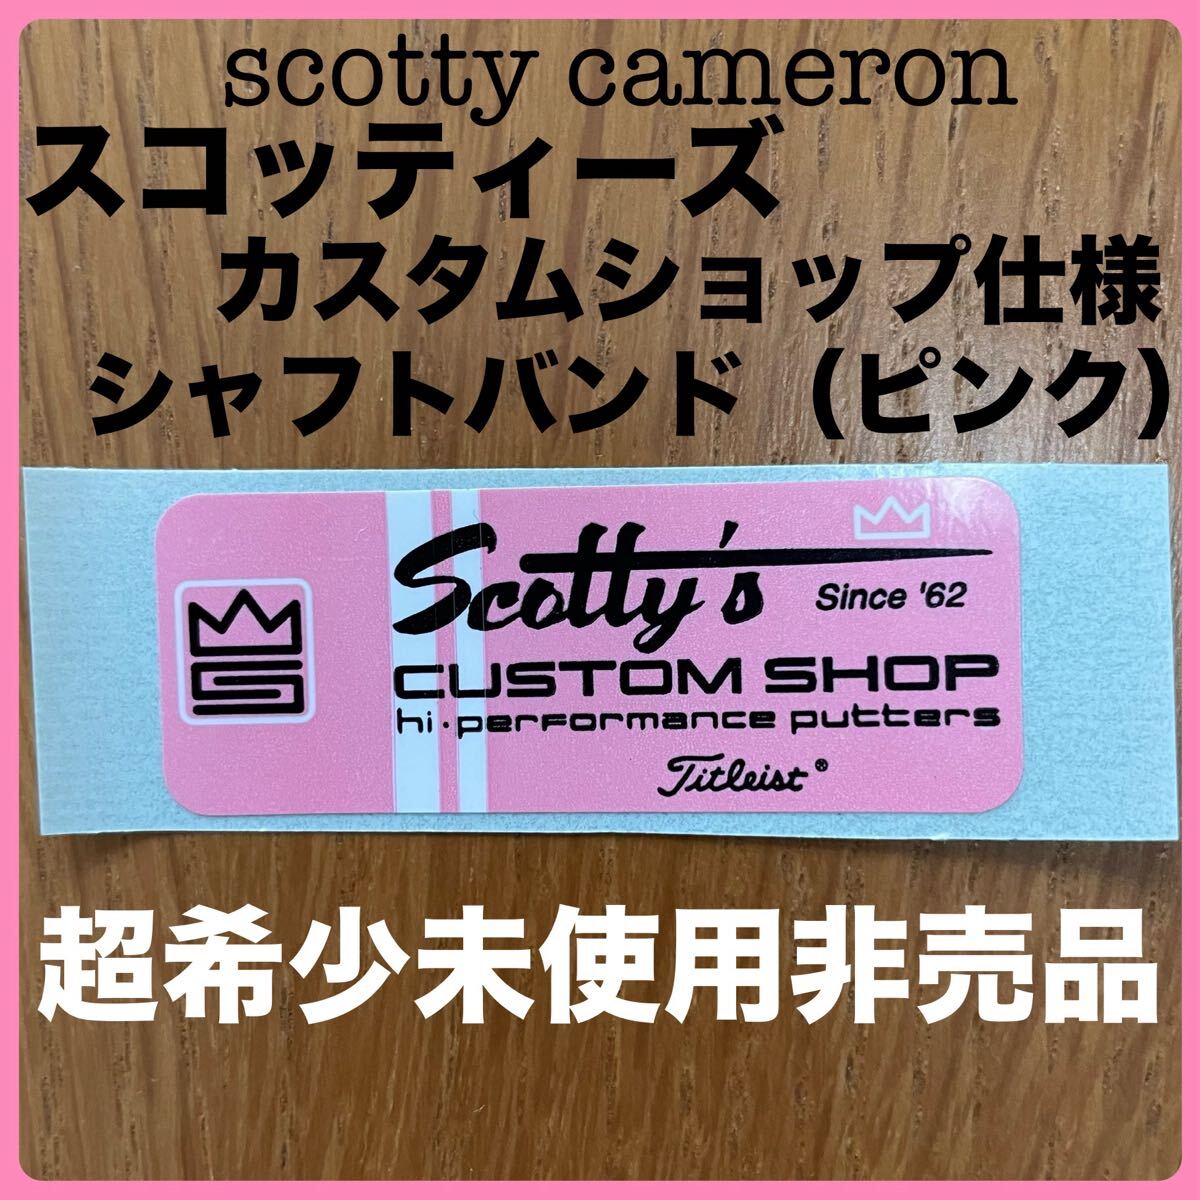 scotty cameron
スコッティーズ
カスタムショップ仕様
シャフトバンド（ピンク）
Scotty's
Since '62
CUSTOM SHOP
hi·performance putters
Titleist®
超希少未使用非売品